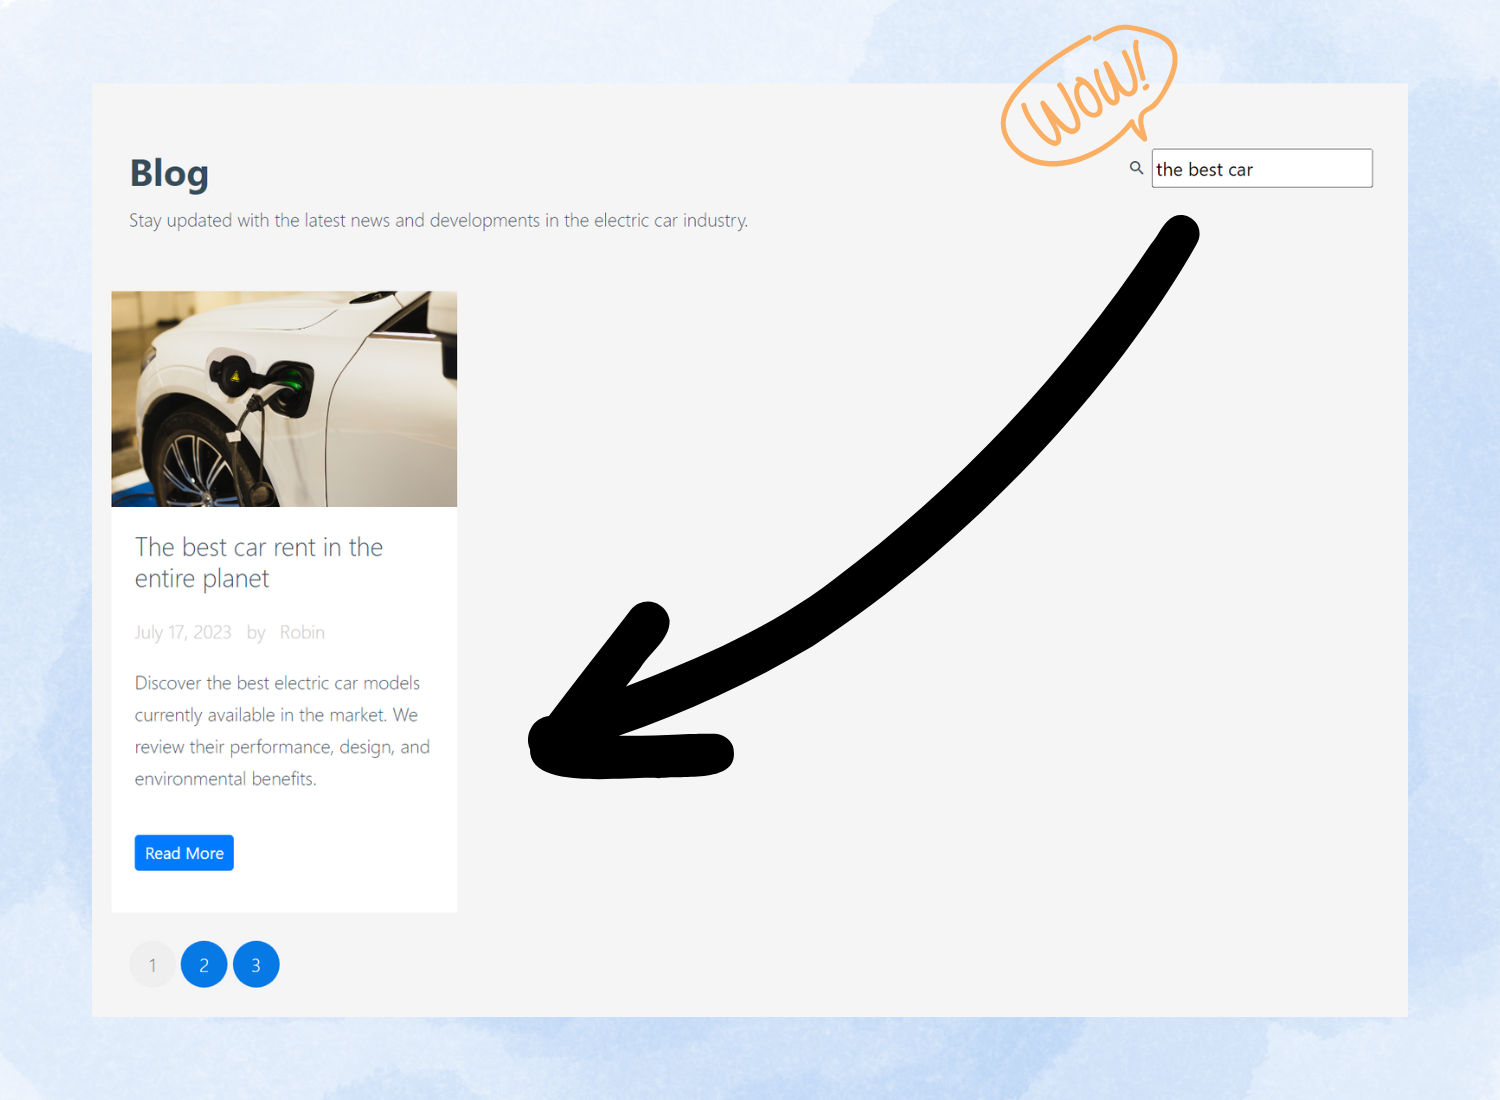 WOW!
Blog
the best car
Stay updated with the latest news and developments in the electric car industry.
The best car rent in the
entire planet
July 17, 2023 by Robin
Discover the best electric car models
currently available in the market. We
review their performance, design, and
environmental benefits.
Read More
1 2 3